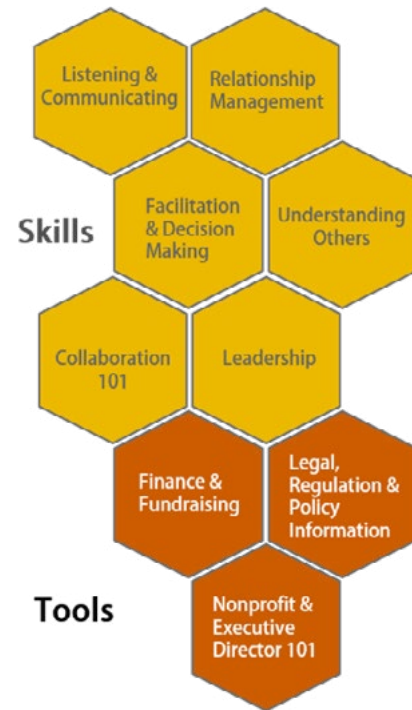 Listening &
Communicating
Relationship
Management
Skills
Facilitation
& Decision
Making
Understanding
Others
Collaboration
101
Leadership
Finance &
Fundraising
Legal,
Regulation &
Policy
Information
Tools
Nonprofit &
Executive
Director 101